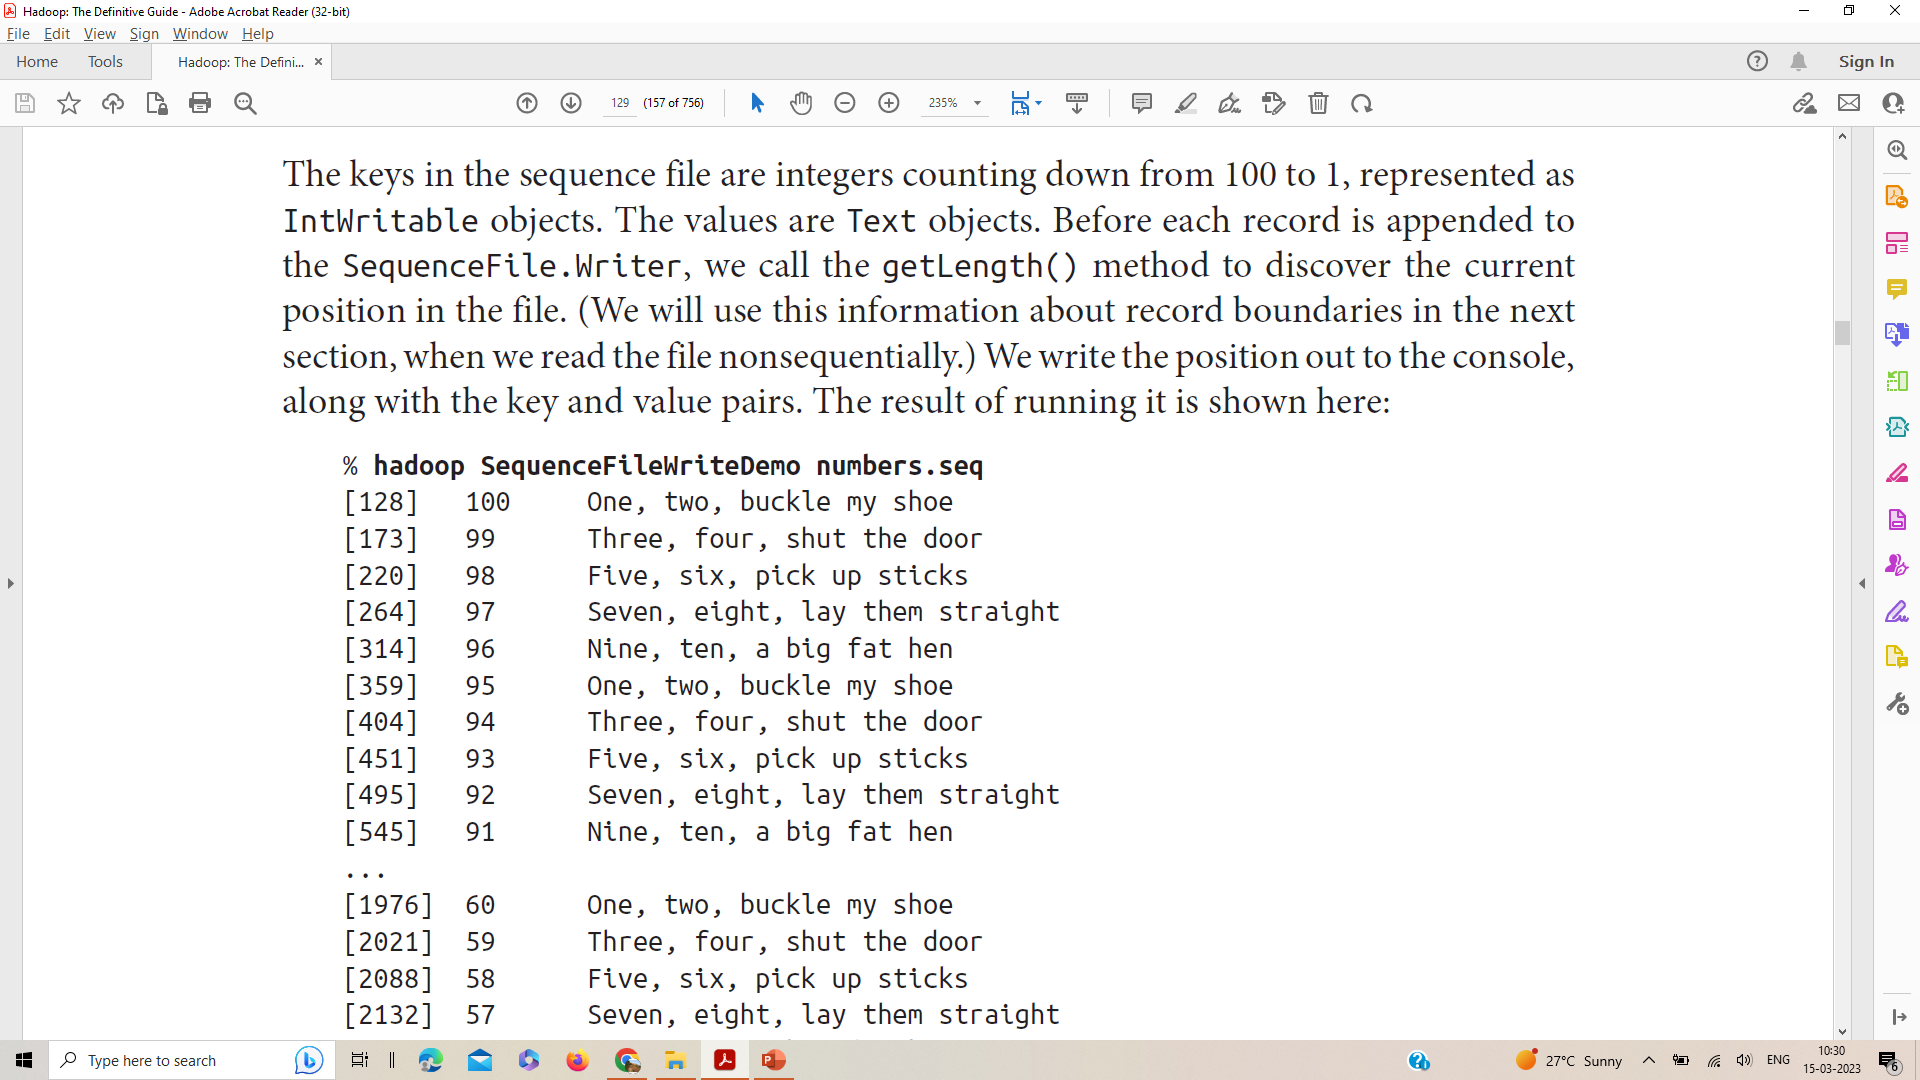 Hadoop: The Definitive Guide - Adobe Acrobat Reader (32-bit)
File Edit View Sign Window Help
Home Tools Hadoop: The Defini... × Sign In
129 (157 of 756) 235%
The keys in the sequence file are integers counting down from 100 to 1, represented as
IntWritable objects. The values are Text objects. Before each record is appended to
the SequenceFile.Writer, we call the getLength() method to discover the current
position in the file. (We will use this information about record boundaries in the next
section, when we read the file nonsequentially.) We write the position out to the console,
along with the key and value pairs. The result of running it is shown here:
% hadoop SequenceFileWriteDemo numbers.seq
[128] 100 One, two, buckle my shoe
[173] 99 Three, four, shut the door
[220] 98 Five, six, pick up sticks
[264] 97 Seven, eight, lay them straight
[314] 96 Nine, ten, a big fat hen
[359] 95 One, two, buckle my shoe
[404] 94 Three, four, shut the door
[451] 93 Five, six, pick up sticks
[495] 92 Seven, eight, lay them straight
[545] 91 Nine, ten, a big fat hen
...
[1976] 60 One, two, buckle my shoe
[2021] 59 Three, four, shut the door
[2088] 58 Five, six, pick up sticks
[2132] 57 Seven, eight, lay them straight
Type here to search
27°C Sunny
ENG
10:30
15-03-2023
6